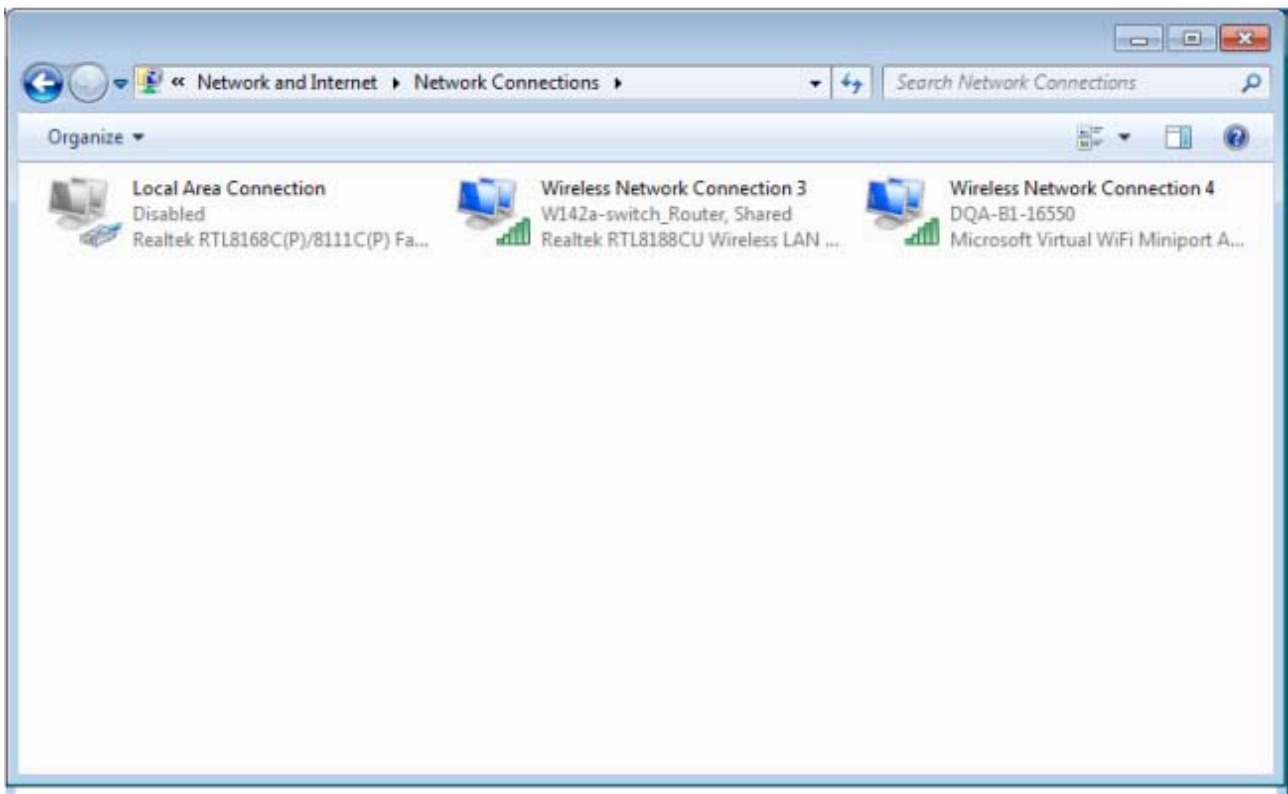 « Network and Internet ▸ Network Connections ▸
Search Network Connections
Organize
Local Area Connection
Disabled
Realtek RTL8168C(P)/8111C(P) Fa...
Wireless Network Connection 3
W142a-switch_Router, Shared
Realtek RTL8188CU Wireless LAN ...
Wireless Network Connection 4
DQA-B1-16550
Microsoft Virtual WiFi Miniport A...